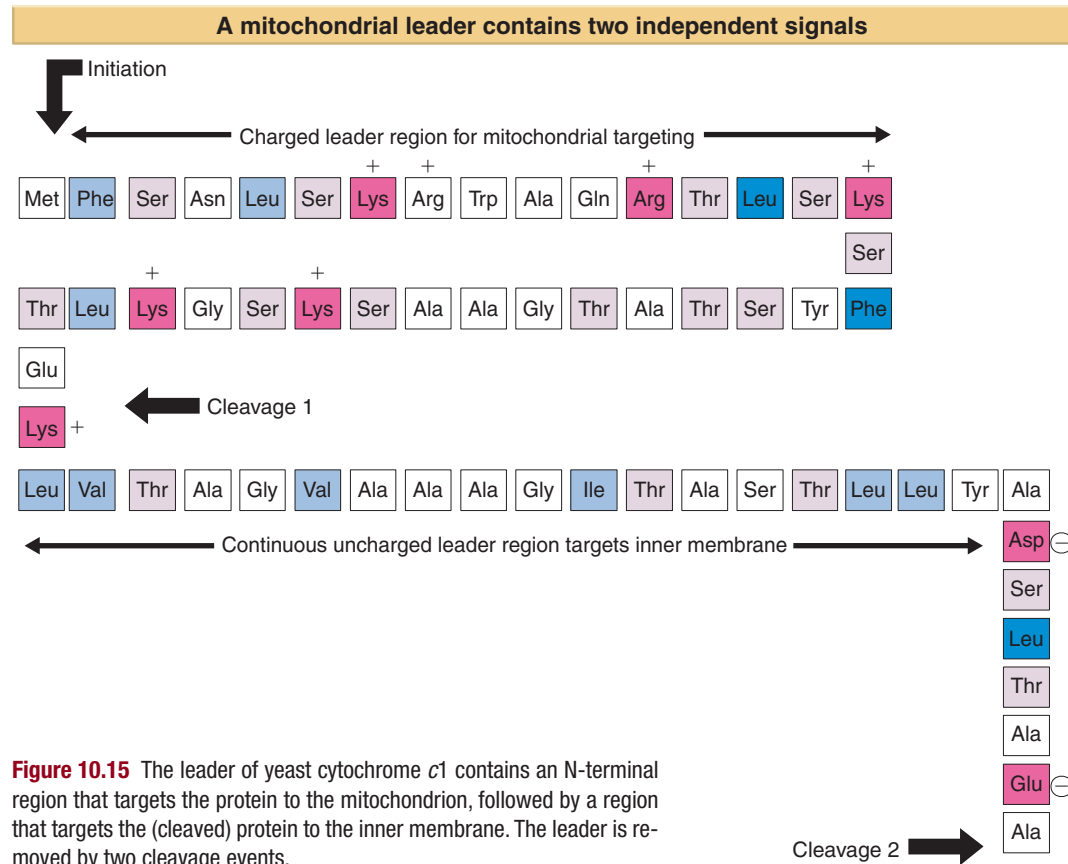 A mitochondrial leader contains two independent signals
Initiation
Charged leader region for mitochondrial targeting
+ + + +
Met Phe Ser Asn Leu Ser Lys Arg Trp Ala Gln Arg Thr Leu Ser Lys
Ser
+ +
Thr Leu Lys Gly Ser Lys Ser Ala Ala Gly Thr Ala Thr Ser Tyr Phe
Glu
Cleavage 1
Lys +
Leu Val Thr Ala Gly Val Ala Ala Ala Gly Ile Thr Ala Ser Thr Leu Leu Tyr Ala
Continuous uncharged leader region targets inner membrane
Asp −
Ser
Leu
Thr
Ala
Glu −
Ala
Cleavage 2
Figure 10.15 The leader of yeast cytochrome c1 contains an N-terminal
region that targets the protein to the mitochondrion, followed by a region
that targets the (cleaved) protein to the inner membrane. The leader is re-
moved by two cleavage events.